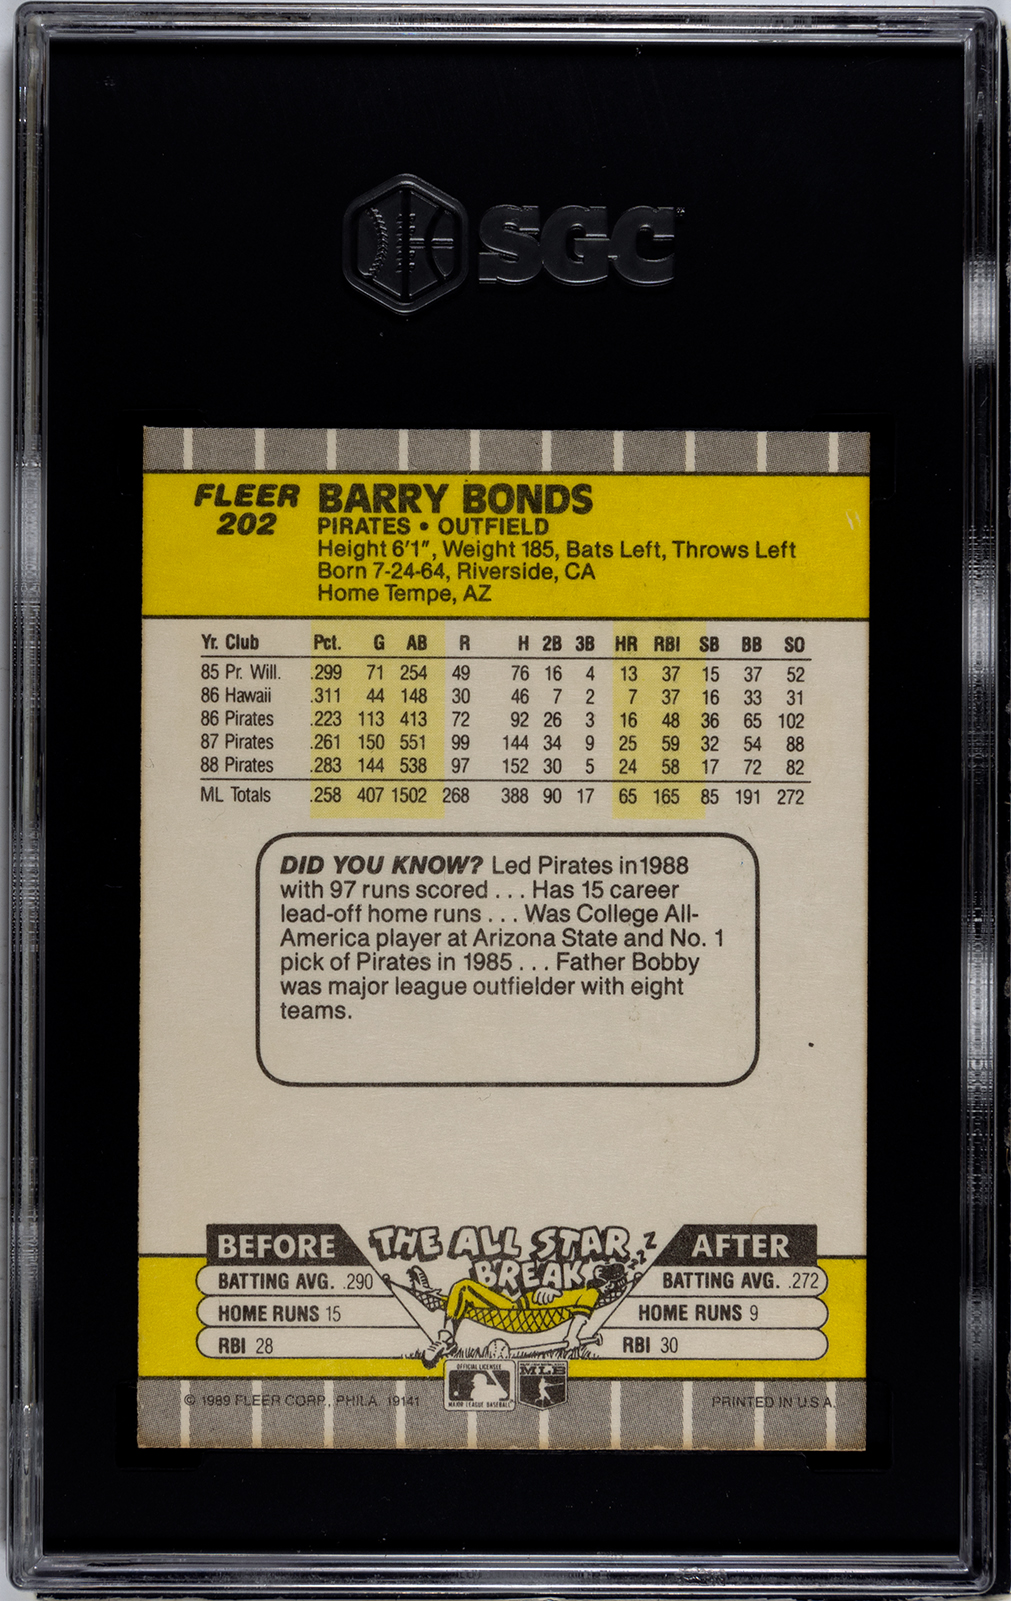 SGC
FLEER BARRY BONDS
202 PIRATES • OUTFIELD
Height 6'1", Weight 185, Bats Left, Throws Left
Born 7-24-64, Riverside, CA
Home Tempe, AZ
Yr. Club Pct. G AB R H 2B 3B HR RBI SB BB SO
85 Pr. Will. .299 71 254 49 76 16 4 13 37 15 37 52
86 Hawaii .311 44 148 30 46 7 2 7 37 16 33 31
86 Pirates .223 113 413 72 92 26 3 16 48 36 65 102
87 Pirates .261 150 551 99 144 34 9 25 59 32 54 88
88 Pirates .283 144 538 97 152 30 5 24 58 17 72 82
ML Totals .258 407 1502 268 388 90 17 65 165 85 191 272
DID YOU KNOW? Led Pirates in 1988
with 97 runs scored . . . Has 15 career
lead-off home runs . . . Was College All-
America player at Arizona State and No. 1
pick of Pirates in 1985 . . . Father Bobby
was major league outfielder with eight
teams.
BEFORE THE ALL STAR BREAK zzZ AFTER
BATTING AVG. .290 BATTING AVG. .272
HOME RUNS 15 HOME RUNS 9
RBI 28 RBI 30
OFFICIAL LICENSEE
MAJOR LEAGUE BASEBALL
MLB
© 1989 FLEER CORP., PHILA. 19141 PRINTED IN U.S.A.